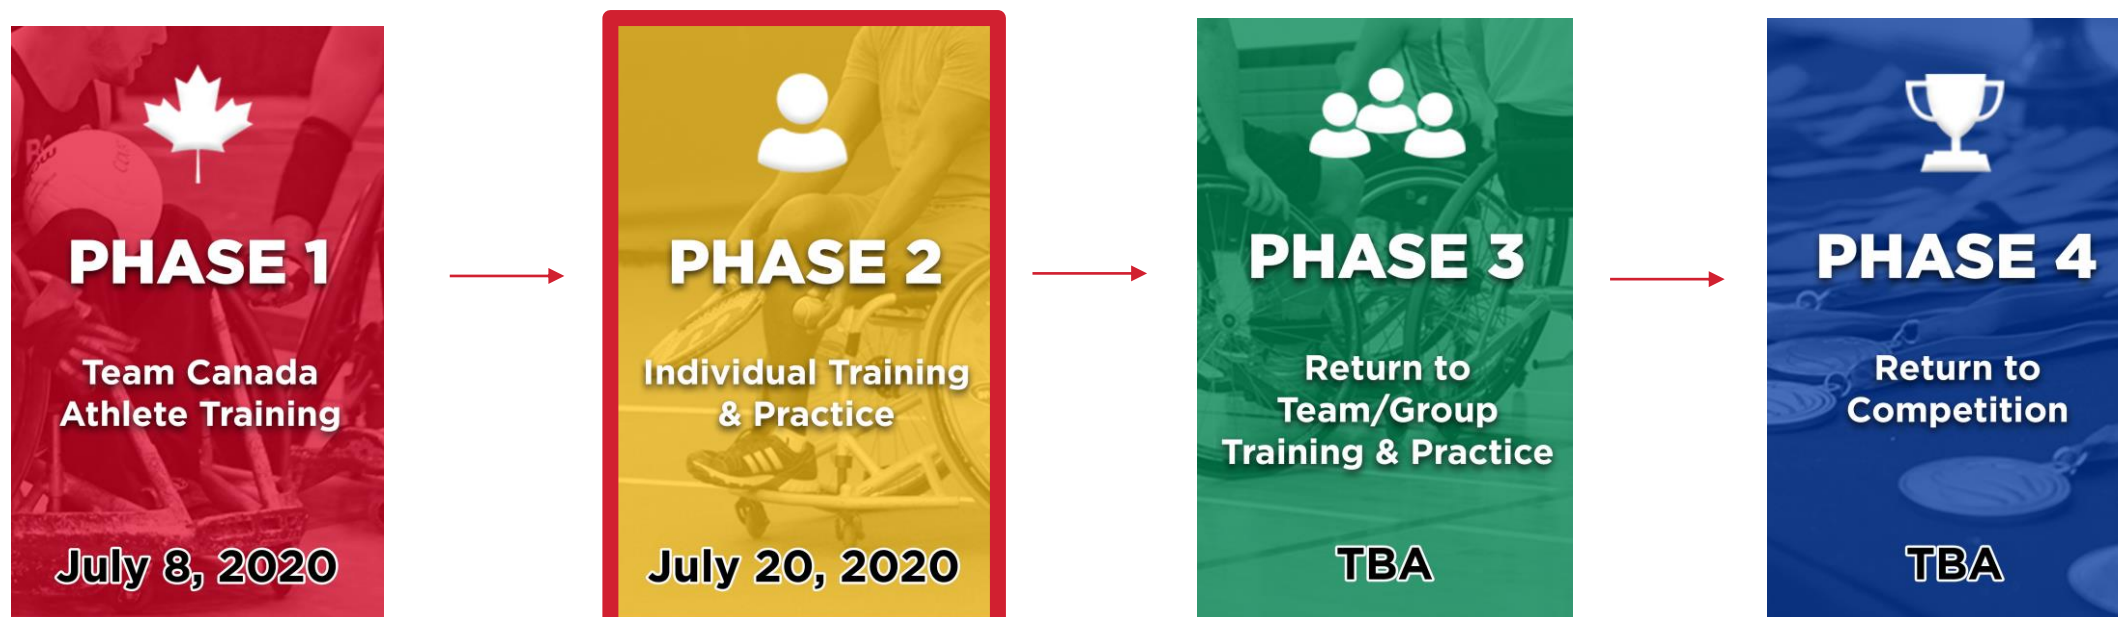 PHASE 1
Team Canada
Athlete Training
July 8, 2020
PHASE 2
Individual Training
& Practice
July 20, 2020
PHASE 3
Return to
Team/Group
Training & Practice
TBA
PHASE 4
Return to
Competition
TBA